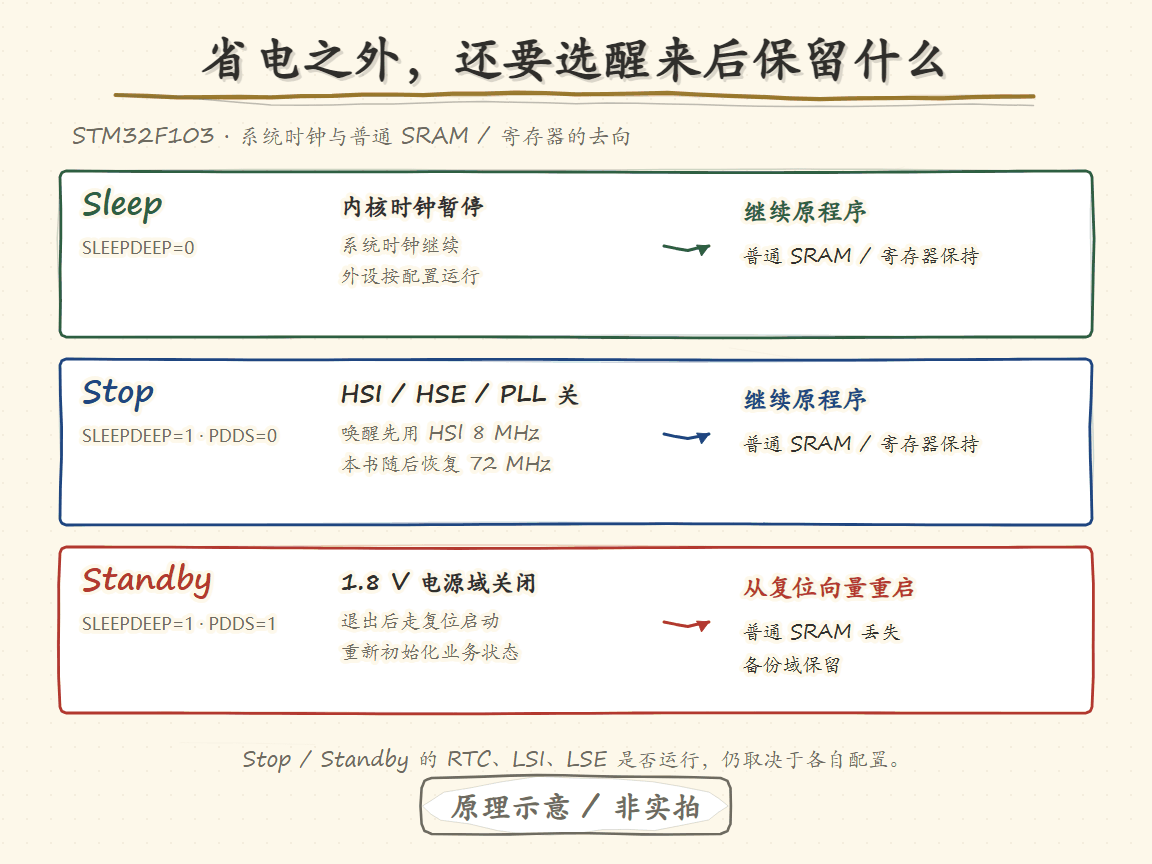 省电之外，还要选醒来后保留什么
STM32F103 · 系统时钟与普通 SRAM / 寄存器的去向
Sleep
SLEEPDEEP=0
内核时钟暂停
系统时钟继续
外设按配置运行
继续原程序
普通 SRAM / 寄存器保持
Stop
SLEEPDEEP=1 · PDDS=0
HSI / HSE / PLL 关
唤醒先用 HSI 8 MHz
本书随后恢复 72 MHz
继续原程序
普通 SRAM / 寄存器保持
Standby
SLEEPDEEP=1 · PDDS=1
1.8 V 电源域关闭
退出后走复位启动
重新初始化业务状态
从复位向量重启
普通 SRAM 丢失
备份域保留
Stop / Standby 的 RTC、LSI、LSE 是否运行，仍取决于各自配置。
原理示意 / 非实拍